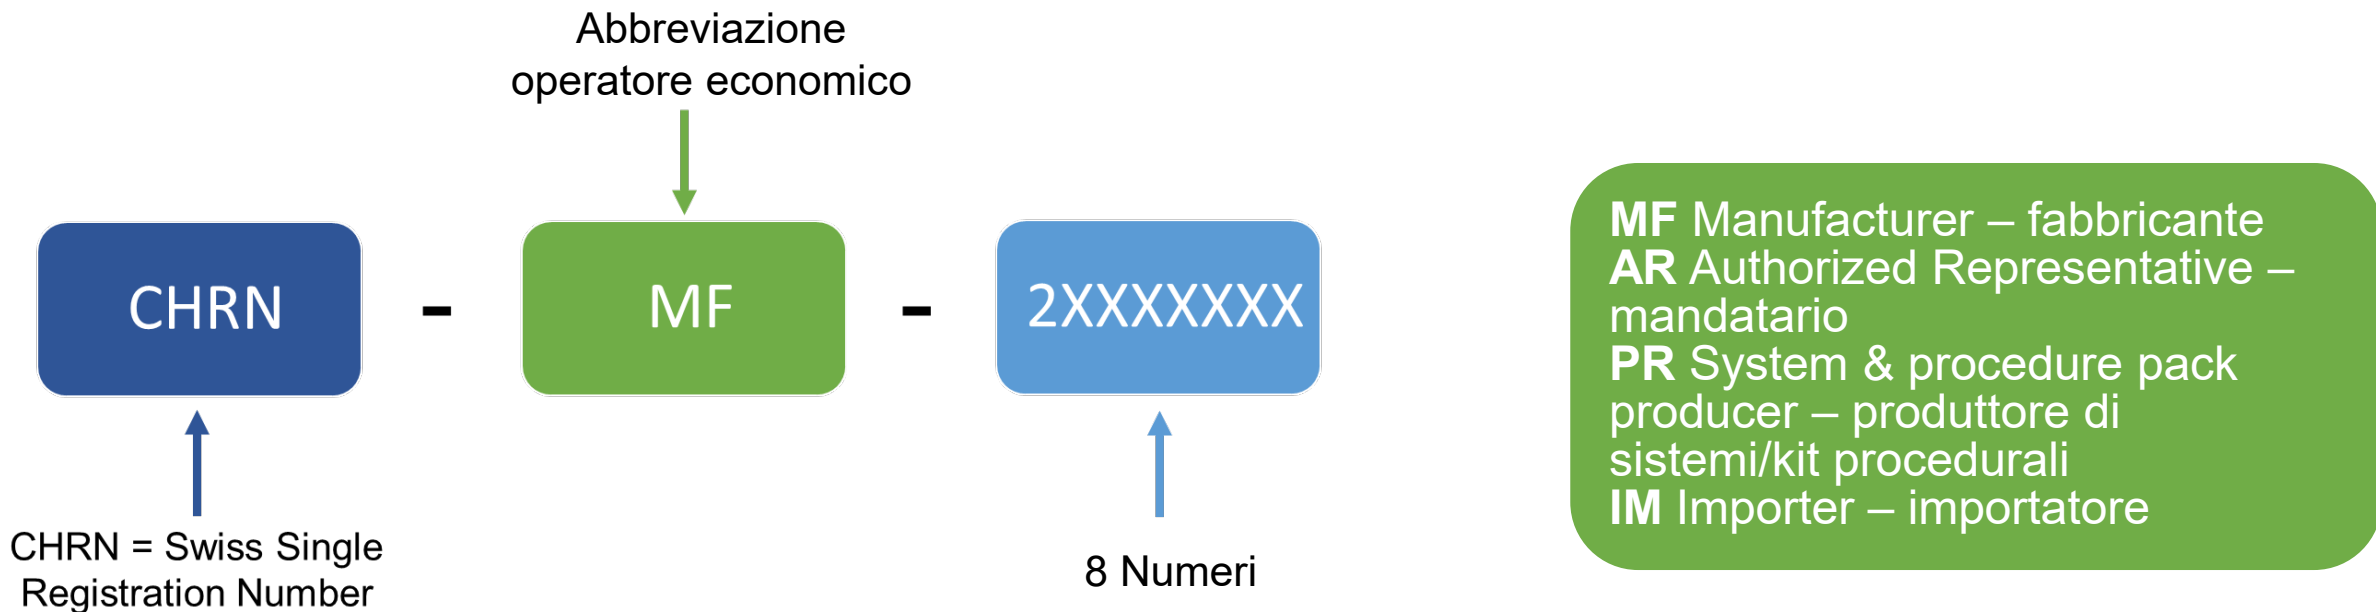 Abbreviazione
operatore economico
CHRN - MF - 2XXXXXXX
CHRN = Swiss Single
Registration Number
8 Numeri
MF Manufacturer – fabbricante
AR Authorized Representative –
mandatario
PR System & procedure pack
producer – produttore di
sistemi/kit procedurali
IM Importer – importatore